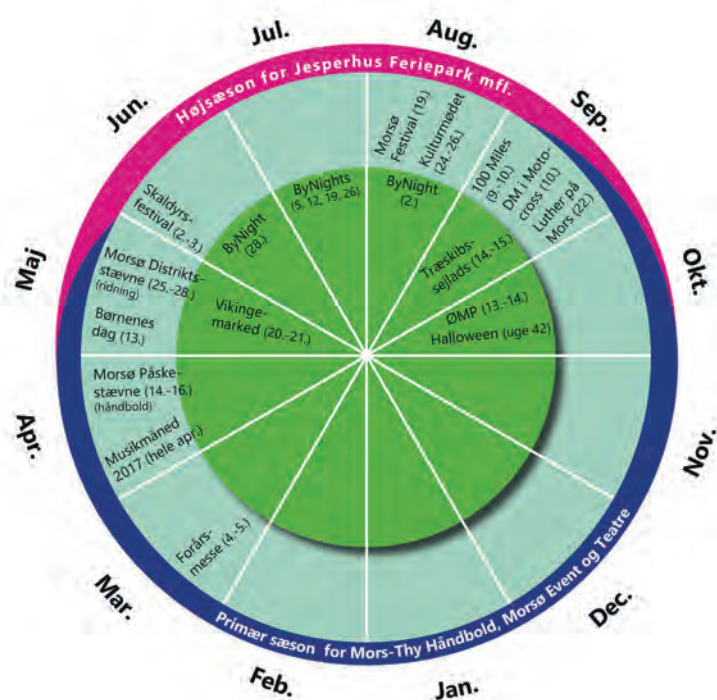 Jul.
Aug.
Jun.
Sep.
Maj
Okt.
Apr.
Nov.
Mar.
Dec.
Feb.
Jan.
Højsæson for Jesperhus Feriepark mfl.
Primær sæson for Mors-Thy Håndbold, Morsø Event og Teatre
Morsø
Festival (19.)
Kulturmødet
(24.-26.)
100 Miles
(9.-10.)
DM i Moto-
cross (10.)
Luther på
Mors (22.)
Skaldyrs-
festival (2.-3.)
Morsø Distrikts-
stævne (25.-28.)
(ridning)
Børnenes
dag (13.)
Morsø Påske-
stævne (14.-16.)
(håndbold)
Musikmåned
2017 (hele apr.)
Forårs-
messe (4.-5.)
ByNights
(5, 12, 19, 26)
ByNight
(2.)
ByNight
(28.)
Træskibs-
sejlads (14.-15.)
Vikinge-
marked (20.-21.)
ØMP (13.-14.)
Halloween (uge 42)